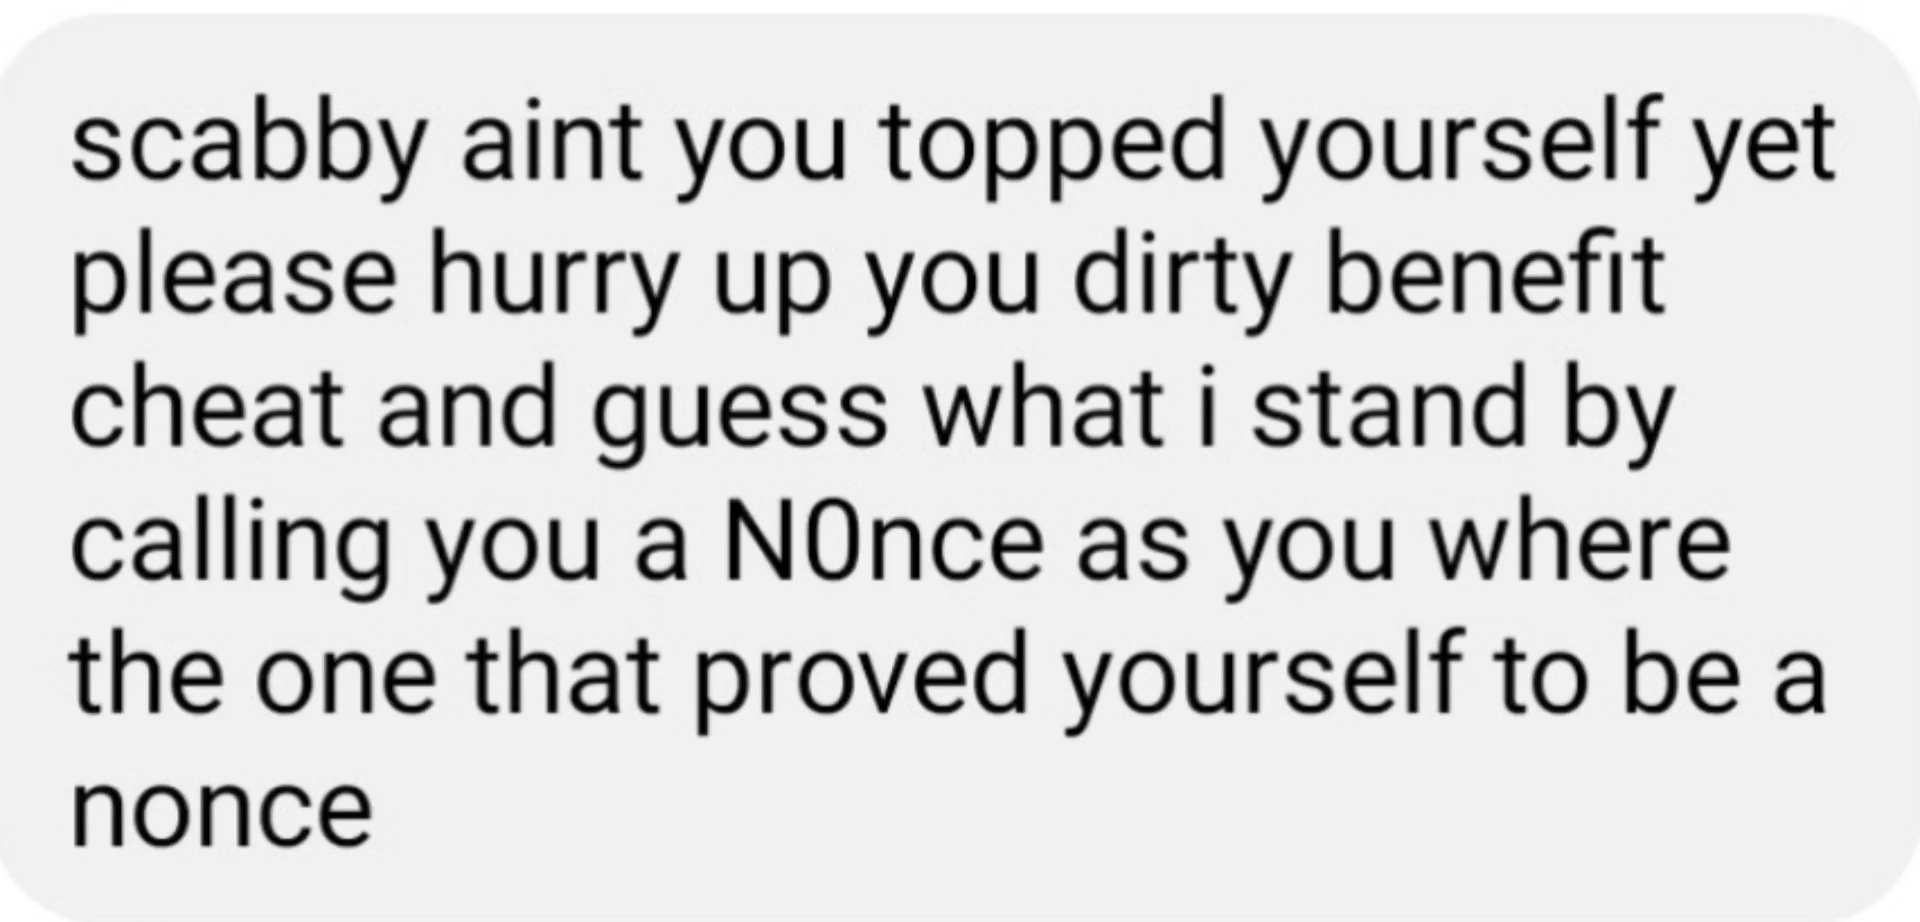 scabby aint you topped yourself yet
please hurry up you dirty benefit
cheat and guess what i stand by
calling you a N0nce as you where
the one that proved yourself to be a
nonce